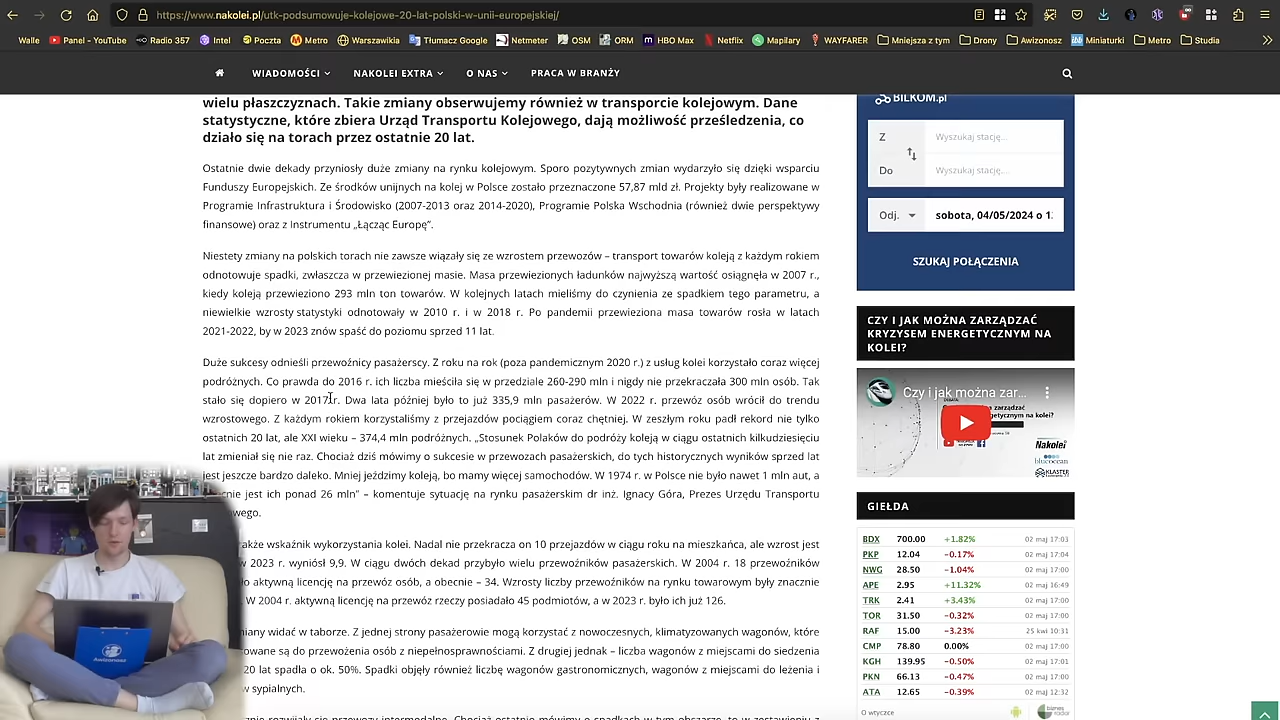 https://www.nakolei.pl/utk-podsumowuje-kolejowe-20-lat-polski-w-unii-europejskiej/
Walle
Panel - YouTube
Radio 357
Intel
Poczta
Metro
Warszawikia
Tłumacz Google
Netmeter
OSM
ORM
HBO Max
Netflix
Mapilary
WAYFARER
Mniejsza z tym
Drony
Awizonosz
Miniaturki
Metro
Studia
WIADOMOŚCI
NAKOLEI EXTRA
O NAS
PRACA W BRANŻY
wielu płaszczyznach. Takie zmiany obserwujemy również w transporcie kolejowym. Dane
statystyczne, które zbiera Urząd Transportu Kolejowego, dają możliwość prześledzenia, co
działo się na torach przez ostatnie 20 lat.
Ostatnie dwie dekady przyniosły duże zmiany na rynku kolejowym. Sporo pozytywnych zmian wydarzyło się dzięki wsparciu
Funduszy Europejskich. Ze środków unijnych na kolej w Polsce zostało przeznaczone 57,87 mld zł. Projekty były realizowane w
Programie Infrastruktura i Środowisko (2007-2013 oraz 2014-2020), Programie Polska Wschodnia (również dwie perspektywy
finansowe) oraz z Instrumentu „Łącząc Europę”.
Niestety zmiany na polskich torach nie zawsze wiązały się ze wzrostem przewozów – transport towarów koleją z każdym rokiem
odnotowuje spadki, zwłaszcza w przewiezionej masie. Masa przewiezionych ładunków najwyższą wartość osiągnęła w 2007 r.,
kiedy koleją przewieziono 293 mln ton towarów. W kolejnych latach mieliśmy do czynienia ze spadkiem tego parametru, a
niewielkie wzrosty statystyki odnotowały w 2010 r. i w 2018 r. Po pandemii przewieziona masa towarów rosła w latach
2021-2022, by w 2023 znów spaść do poziomu sprzed 11 lat.
Duże sukcesy odnieśli przewoźnicy pasażerscy. Z roku na rok (poza pandemicznym 2020 r.) z usług kolei korzystało coraz więcej
podróżnych. Co prawda do 2016 r. ich liczba mieściła się w przedziale 260-290 mln i nigdy nie przekraczała 300 mln osób. Tak
stało się dopiero w 2017 r. Dwa lata później było to już 335,9 mln pasażerów. W 2022 r. przewóz osób wrócił do trendu
wzrostowego. Z każdym rokiem korzystaliśmy z przejazdów pociągiem coraz chętniej. W zeszłym roku padł rekord nie tylko
ostatnich 20 lat, ale XXI wieku – 374,4 mln podróżnych. „Stosunek Polaków do podróży koleją w ciągu ostatnich kilkudziesięciu
lat zmieniał się nie raz. Chociaż dziś mówimy o sukcesie w przewozach pasażerskich, do tych historycznych wyników sprzed lat
jest jeszcze bardzo daleko. Dziś jeździmy koleją, ale mamy więcej samochodów. W 1975 r. w Polsce nie było nawet 1 mln aut, a
nie jest ich ponad 26 mln” – komentuje sytuację na rynku pasażerskim dr inż. Ignacy Góra, Prezes Urzędu Transportu
wego.
także wskaźnik wykorzystania kolei. Nadal nie przekracza on 10 przejazdów w ciągu roku na mieszkańca, ale wzrost jest
w 2023 r. wyniósł 9,9. W ciągu dwóch dekad przybyło wielu przewoźników pasażerskich. W 2004 r. 18 przewoźników
aktywną licencję na przewóz osób, a obecnie – 34. Wzrosty liczby przewoźników na rynku towarowym były znacznie
W 2004 r. aktywną licencję na przewóz rzeczy posiadało 45 podmiotów, a w 2023 r. było ich już 126.
zmiany widać w taborze. Z jednej strony pasażerowie mogą korzystać z nowoczesnych, klimatyzowanych wagonów, które
owane są do przewożenia osób z niepełnosprawnościami. Z drugiej jednak – liczba wagonów z miejscami do siedzenia
20 lat spadła o ok. 50%. Spadki objęły również liczbę wagonów gastronomicznych, wagonów z miejscami do leżenia i
w sypialnych.
BILKOM.pl
Z
Wyszukaj stację...
Do
Wyszukaj stację...
Odj.
sobota, 04/05/2024 o 1
SZUKAJ POŁĄCZENIA
CZY I JAK MOŻNA ZARZĄDZAĆ
KRYZYSEM ENERGETYCZNYM NA
KOLEI?
Czy i jak można zar...
Nakolei
blueocean
KLASTER
GIEŁDA
BDX 700.00 +1.82% 02 maj 17:03
PKP 12.04 -0.17% 02 maj 17:04
NWG 28.50 -1.04% 02 maj 17:00
APE 2.95 +11.32% 02 maj 16:49
TRK 2.41 +3.43% 02 maj 17:00
TOR 31.50 -0.32% 02 maj 17:00
RAF 15.00 -3.23% 25 kwi 10:31
CMP 78.80 0.00% 02 maj 17:00
KGH 139.95 -0.50% 02 maj 17:01
PKN 66.13 -0.47% 02 maj 17:00
ATA 12.65 -0.39% 02 maj 12:32
O wtyczce
biznes
radar
Awizonosz